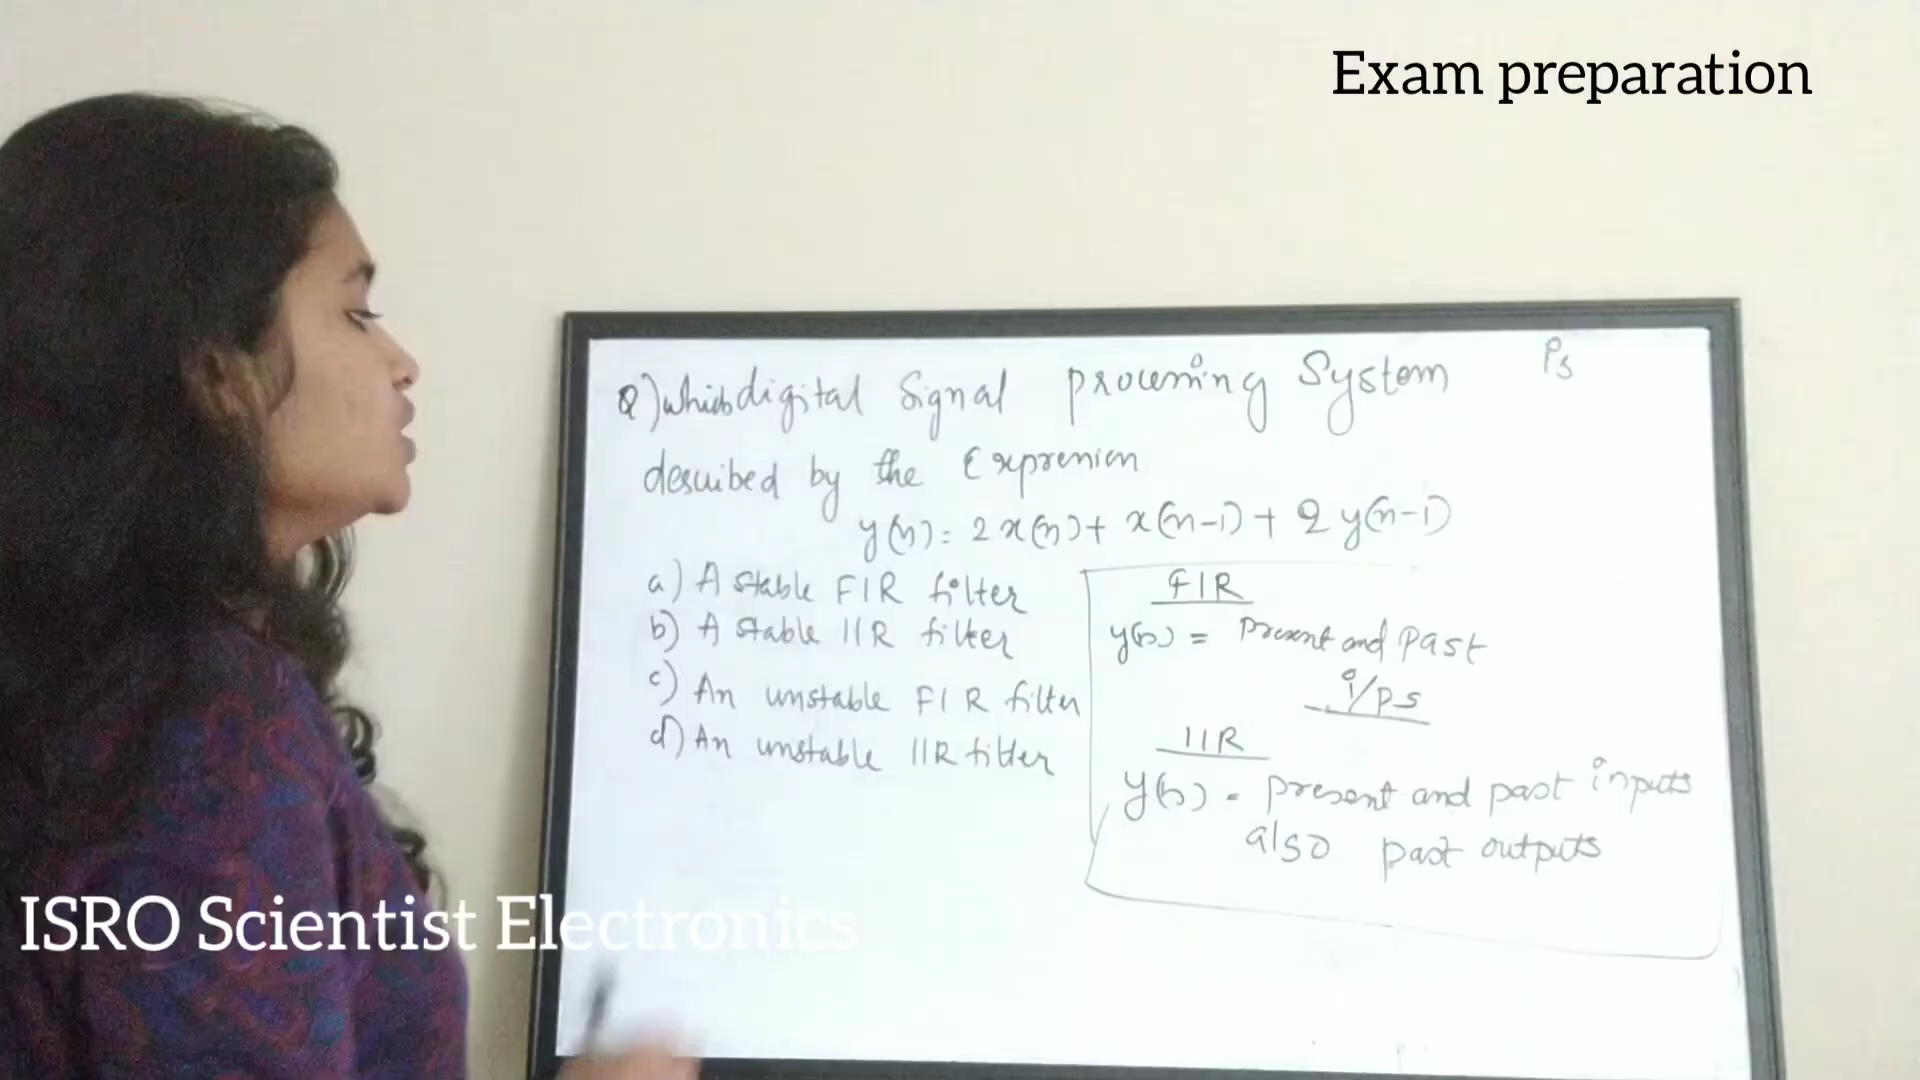 Exam preparation
Q) which digital Signal processing System Ps
described by the Expression
y(n) = 2x(n) + x(n-1) + 2y(n-1)
a) A stable FIR filter
b) A stable IIR filter
c) An unstable FIR filter
d) An unstable IIR filter
FIR
y(n) = Present and past
i/ps
IIR
y(n) = present and past inputs
also past outputs
ISRO Scientist Electronics